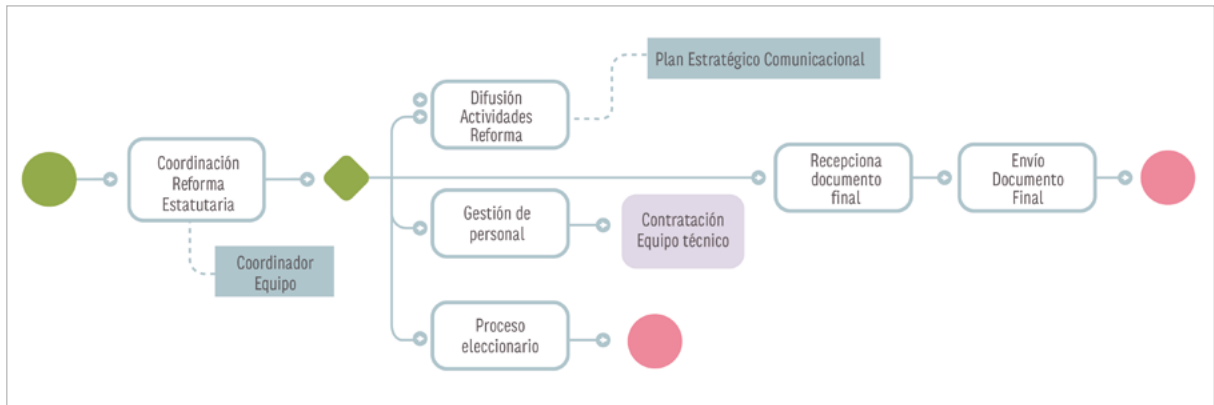 Plan Estratégico Comunicacional
Difusión
Actividades
Reforma
Coordinación
Reforma
Estatutaria
Recepciona
documento
final
Envío
Documento
Final
Gestión de
personal
Contratación
Equipo técnico
Coordinador
Equipo
Proceso
eleccionario